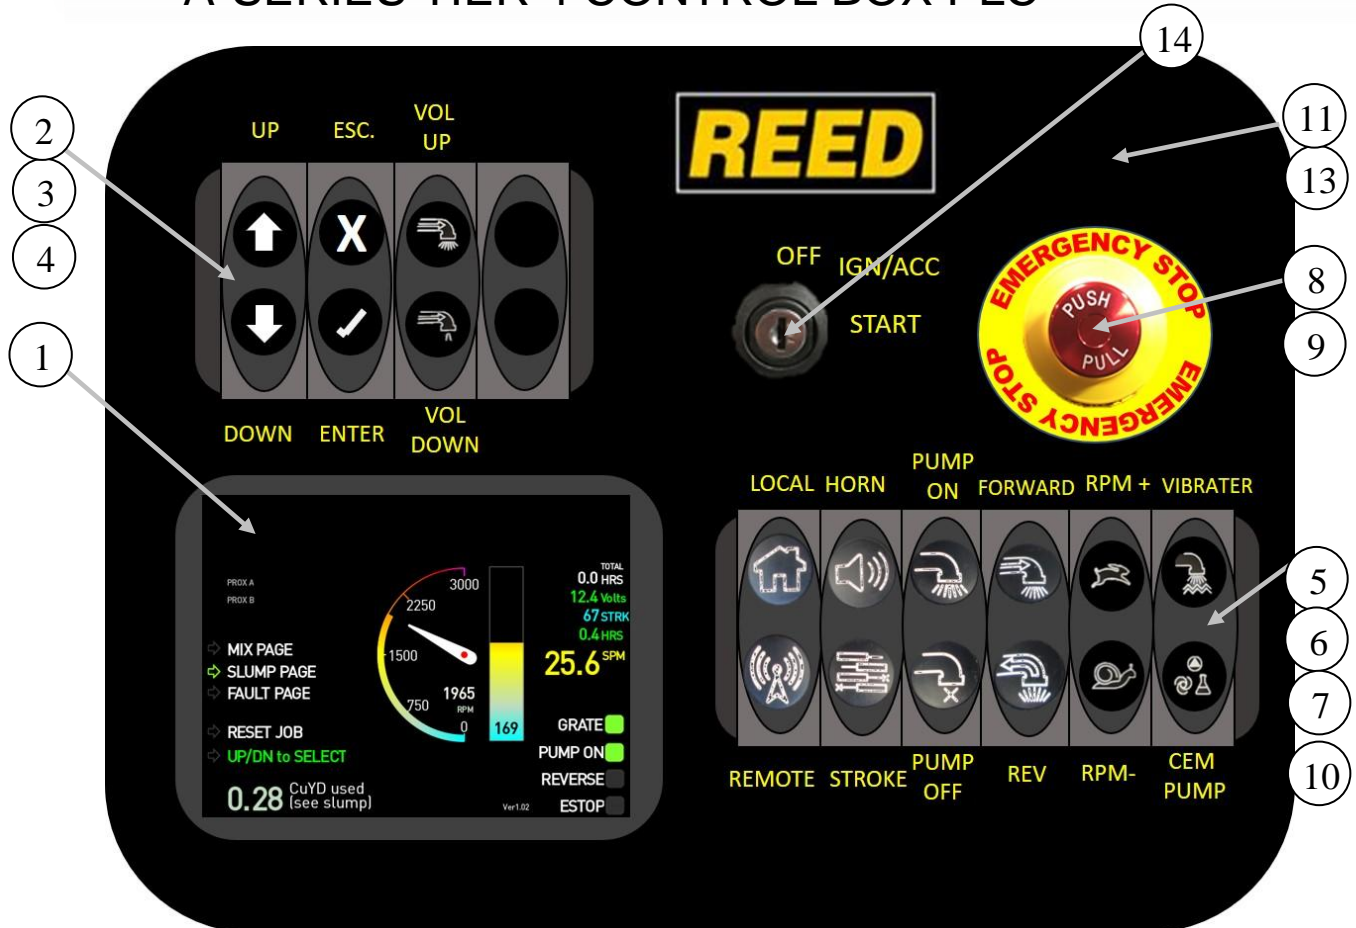 A SERIES TIER 4 CONTROL BOX PLC
14
2
3
4
1
11
13
8
9
5
6
7
10
UP
ESC.
VOL
UP
X
DOWN
ENTER
VOL
DOWN
REED
OFF
IGN/ACC
START
EMERGENCY STOP
PUSH
PULL
EMERGENCY STOP
LOCAL
HORN
PUMP
ON
FORWARD
RPM +
VIBRATER
REMOTE
STROKE
PUMP
OFF
REV
RPM-
CEM
PUMP
PROX A
PROX B
MIX PAGE
SLUMP PAGE
FAULT PAGE
RESET JOB
UP/DN to SELECT
0.28 CuYD used
(see slump)
3000
2250
1500
750
0
1965
RPM
169
TOTAL
0.0 HRS
12.4 Volts
67 STRK
0.4 HRS
25.6 SPM
GRATE
PUMP ON
REVERSE
ESTOP
Ver1.02